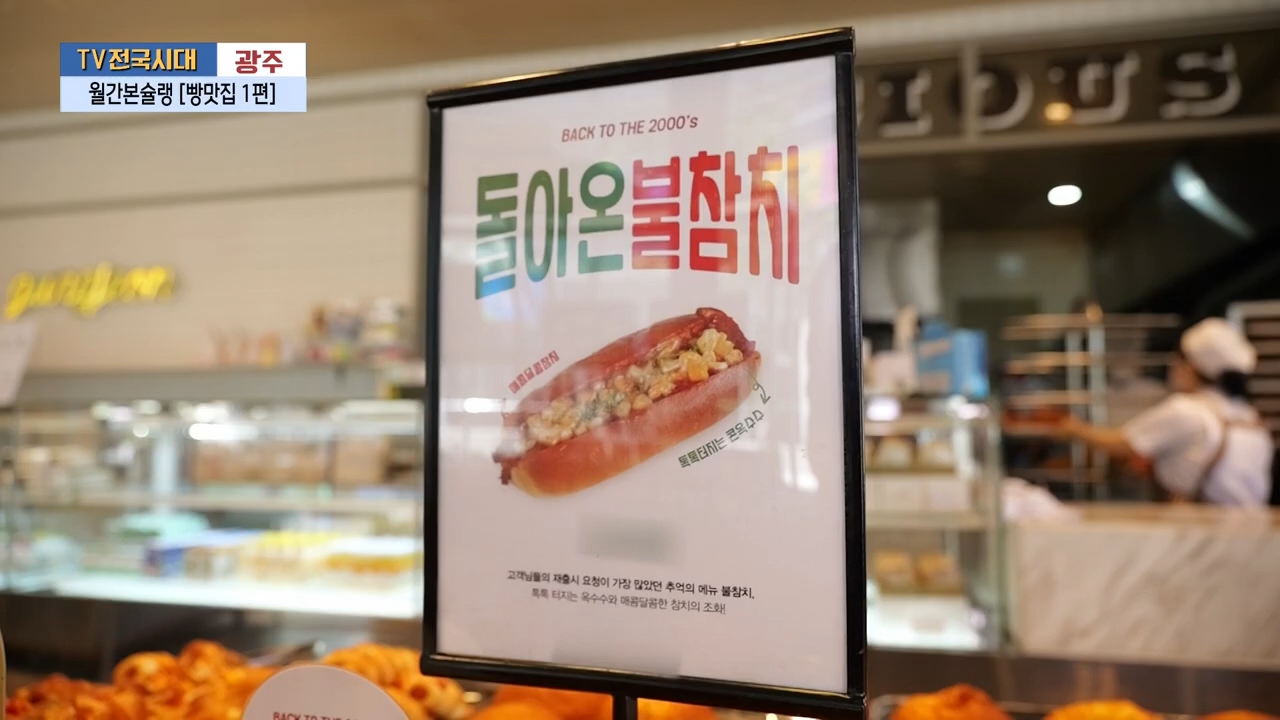 TV전국시대 광주
월간본슐랭 [빵맛집 1편]
BACK TO THE 2000's
돌아온불참치
매콤달콤참치
톡톡터지는 콘옥수수
고객님들의 재출시 요청이 가장 많았던 추억의 메뉴 불참치,
톡톡 터지는 옥수수와 매콤달콤한 참치의 조화!
BACK TO THE